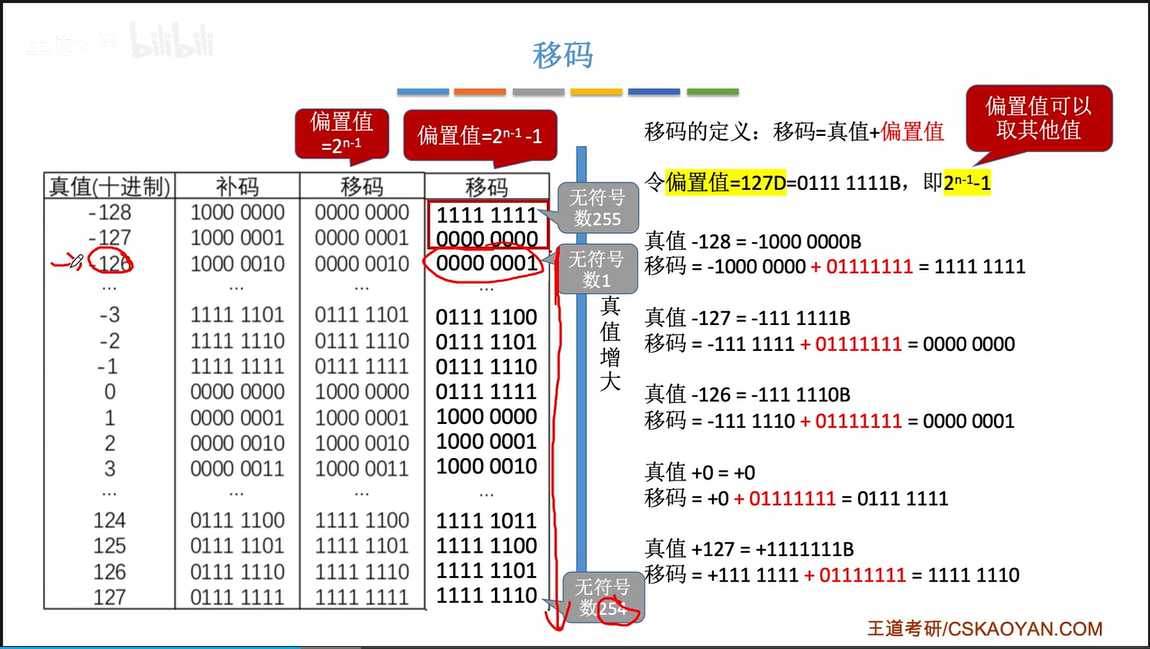 bilibili
移码
偏置值
=2ⁿ⁻¹
偏置值=2ⁿ⁻¹ -1
偏置值可以
取其他值
真值(十进制) 补码 移码 移码
-128 1000 0000 0000 0000 1111 1111
-127 1000 0001 0000 0001 0000 0000
-126 1000 0010 0000 0010 0000 0001
... ... ... ...
-3 1111 1101 0111 1101 0111 1100
-2 1111 1110 0111 1110 0111 1101
-1 1111 1111 0111 1111 0111 1110
0 0000 0000 1000 0000 0111 1111
1 0000 0001 1000 0001 1000 0000
2 0000 0010 1000 0010 1000 0001
3 0000 0011 1000 0011 1000 0010
... ... ... ...
124 0111 1100 1111 1100 1111 1011
125 0111 1101 1111 1101 1111 1100
126 0111 1110 1111 1110 1111 1101
127 0111 1111 1111 1111 1111 1110
无符号
数255
无符号
数1
真
值
增
大
无符号
数254
移码的定义：移码=真值+偏置值
令偏置值=127D=0111 1111B，即2ⁿ⁻¹-1
真值 -128 = -1000 0000B
移码 = -1000 0000 + 01111111 = 1111 1111
真值 -127 = -111 1111B
移码 = -111 1111 + 01111111 = 0000 0000
真值 -126 = -111 1110B
移码 = -111 1110 + 01111111 = 0000 0001
真值 +0 = +0
移码 = +0 + 01111111 = 0111 1111
真值 +127 = +1111111B
移码 = +111 1111 + 01111111 = 1111 1110
王道考研/CSKAOYAN.COM